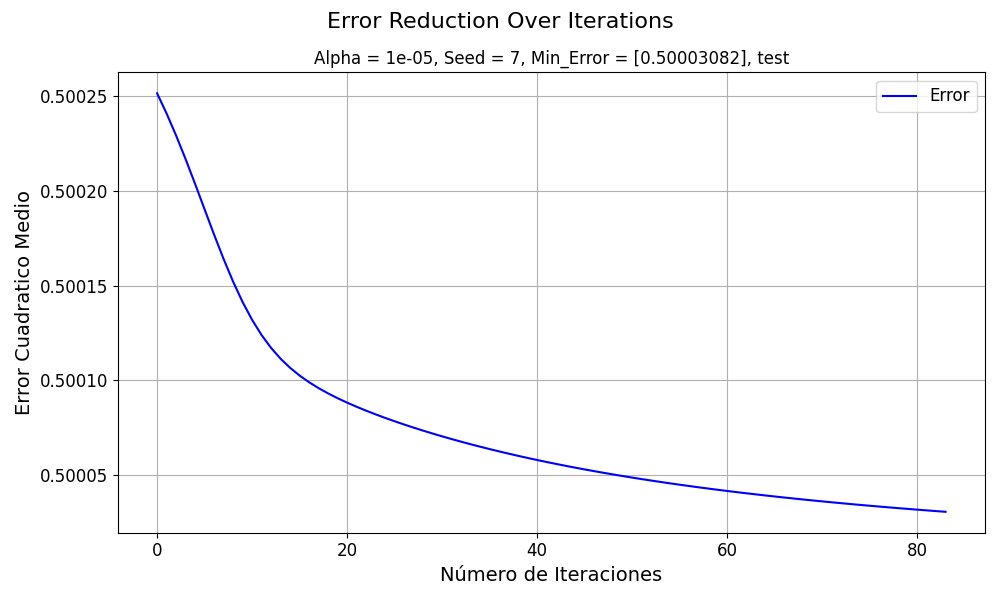 Error Reduction Over Iterations
Alpha = 1e-05, Seed = 7, Min_Error = [0.50003082], test
Error
0.50025
0.50020
0.50015
0.50010
0.50005
Error Cuadratico Medio
0 20 40 60 80
Número de Iteraciones